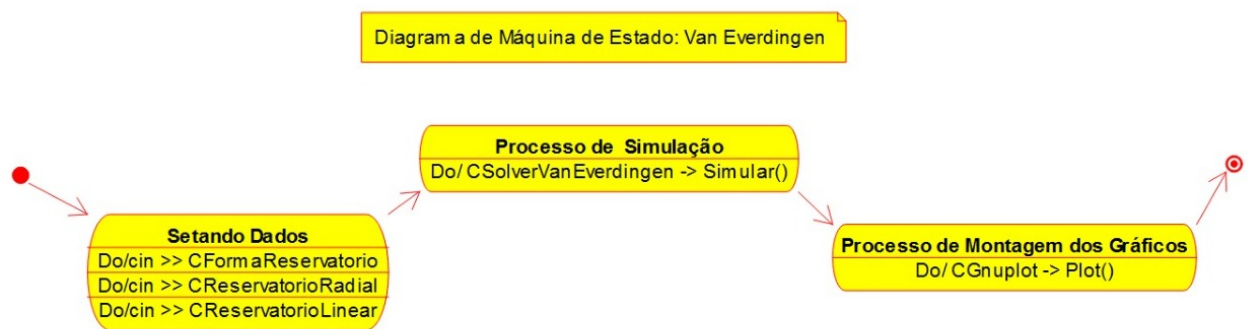 Diagrama de Máquina de Estado: Van Everdingen
Processo de Simulação
Do/ CSolverVanEverdingen -> Simular()
Setando Dados
Do/cin >> CFormaReservatorio
Do/cin >> CReservatorioRadial
Do/cin >> CReservatorioLinear
Processo de Montagem dos Gráficos
Do/ CGnuplot -> Plot()